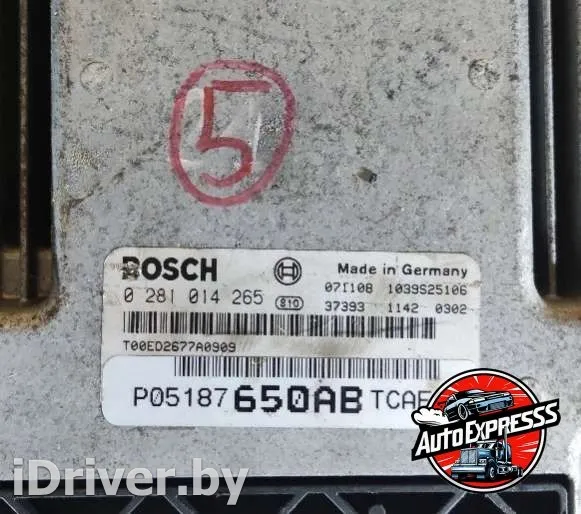 5
BOSCH Made in Germany
0 281 014 265 810 07I108 1039S25106
37393 1142 0302
T00ED2677A0909
P05187650AB TCAE
AUTOEXPRESSS
iDriver.by